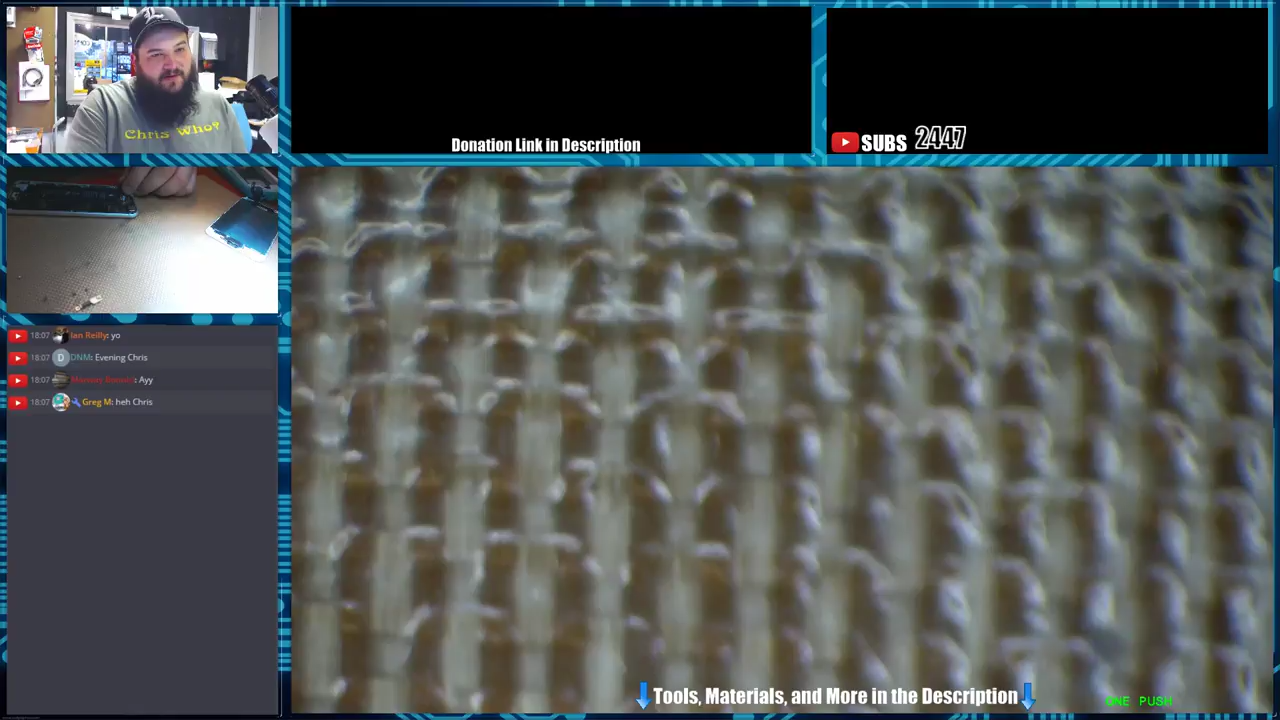 Chris Who?
Donation Link in Description
SUBS 2447
18:07 Ian Reilly: yo
18:07 D DNM: Evening Chris
18:07 : Ayy
18:07 Greg M: heh Chris
Tools, Materials, and More in the Description
ONE PUSH